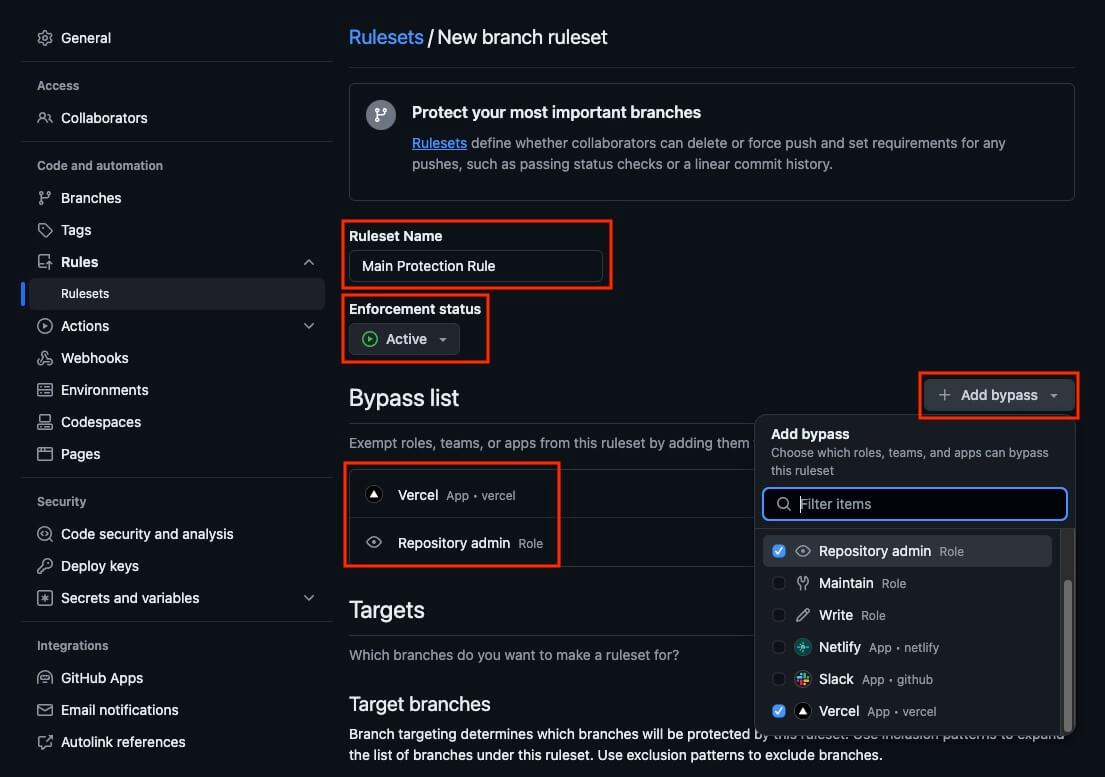 General
Access
Collaborators
Code and automation
Branches
Tags
Rules
Rulesets
Actions
Webhooks
Environments
Codespaces
Pages
Security
Code security and analysis
Deploy keys
Secrets and variables
Integrations
GitHub Apps
Email notifications
Autolink references
Rulesets / New branch ruleset
Protect your most important branches
Rulesets define whether collaborators can delete or force push and set requirements for any
pushes, such as passing status checks or a linear commit history.
Ruleset Name
Main Protection Rule
Enforcement status
Active
Bypass list
Add bypass
Exempt roles, teams, or apps from this ruleset by adding them
Vercel App • vercel
Repository admin Role
Add bypass
Choose which roles, teams, and apps can bypass
this ruleset
Filter items
Repository admin Role
Maintain Role
Write Role
Netlify App • netlify
Slack App • github
Vercel App • vercel
Targets
Which branches do you want to make a ruleset for?
Target branches
Branch targeting determines which branches will be protected by this ruleset. Use inclusion patterns to expand
the list of branches under this ruleset. Use exclusion patterns to exclude branches.